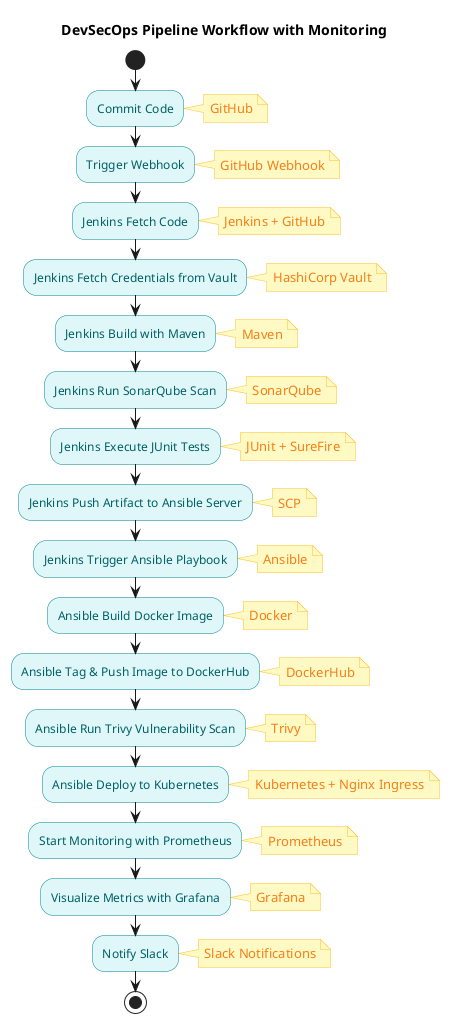 DevSecOps Pipeline Workflow with Monitoring
Commit Code
GitHub
Trigger Webhook
GitHub Webhook
Jenkins Fetch Code
Jenkins + GitHub
Jenkins Fetch Credentials from Vault
HashiCorp Vault
Jenkins Build with Maven
Maven
Jenkins Run SonarQube Scan
SonarQube
Jenkins Execute JUnit Tests
JUnit + SureFire
Jenkins Push Artifact to Ansible Server
SCP
Jenkins Trigger Ansible Playbook
Ansible
Ansible Build Docker Image
Docker
Ansible Tag & Push Image to DockerHub
DockerHub
Ansible Run Trivy Vulnerability Scan
Trivy
Ansible Deploy to Kubernetes
Kubernetes + Nginx Ingress
Start Monitoring with Prometheus
Prometheus
Visualize Metrics with Grafana
Grafana
Notify Slack
Slack Notifications